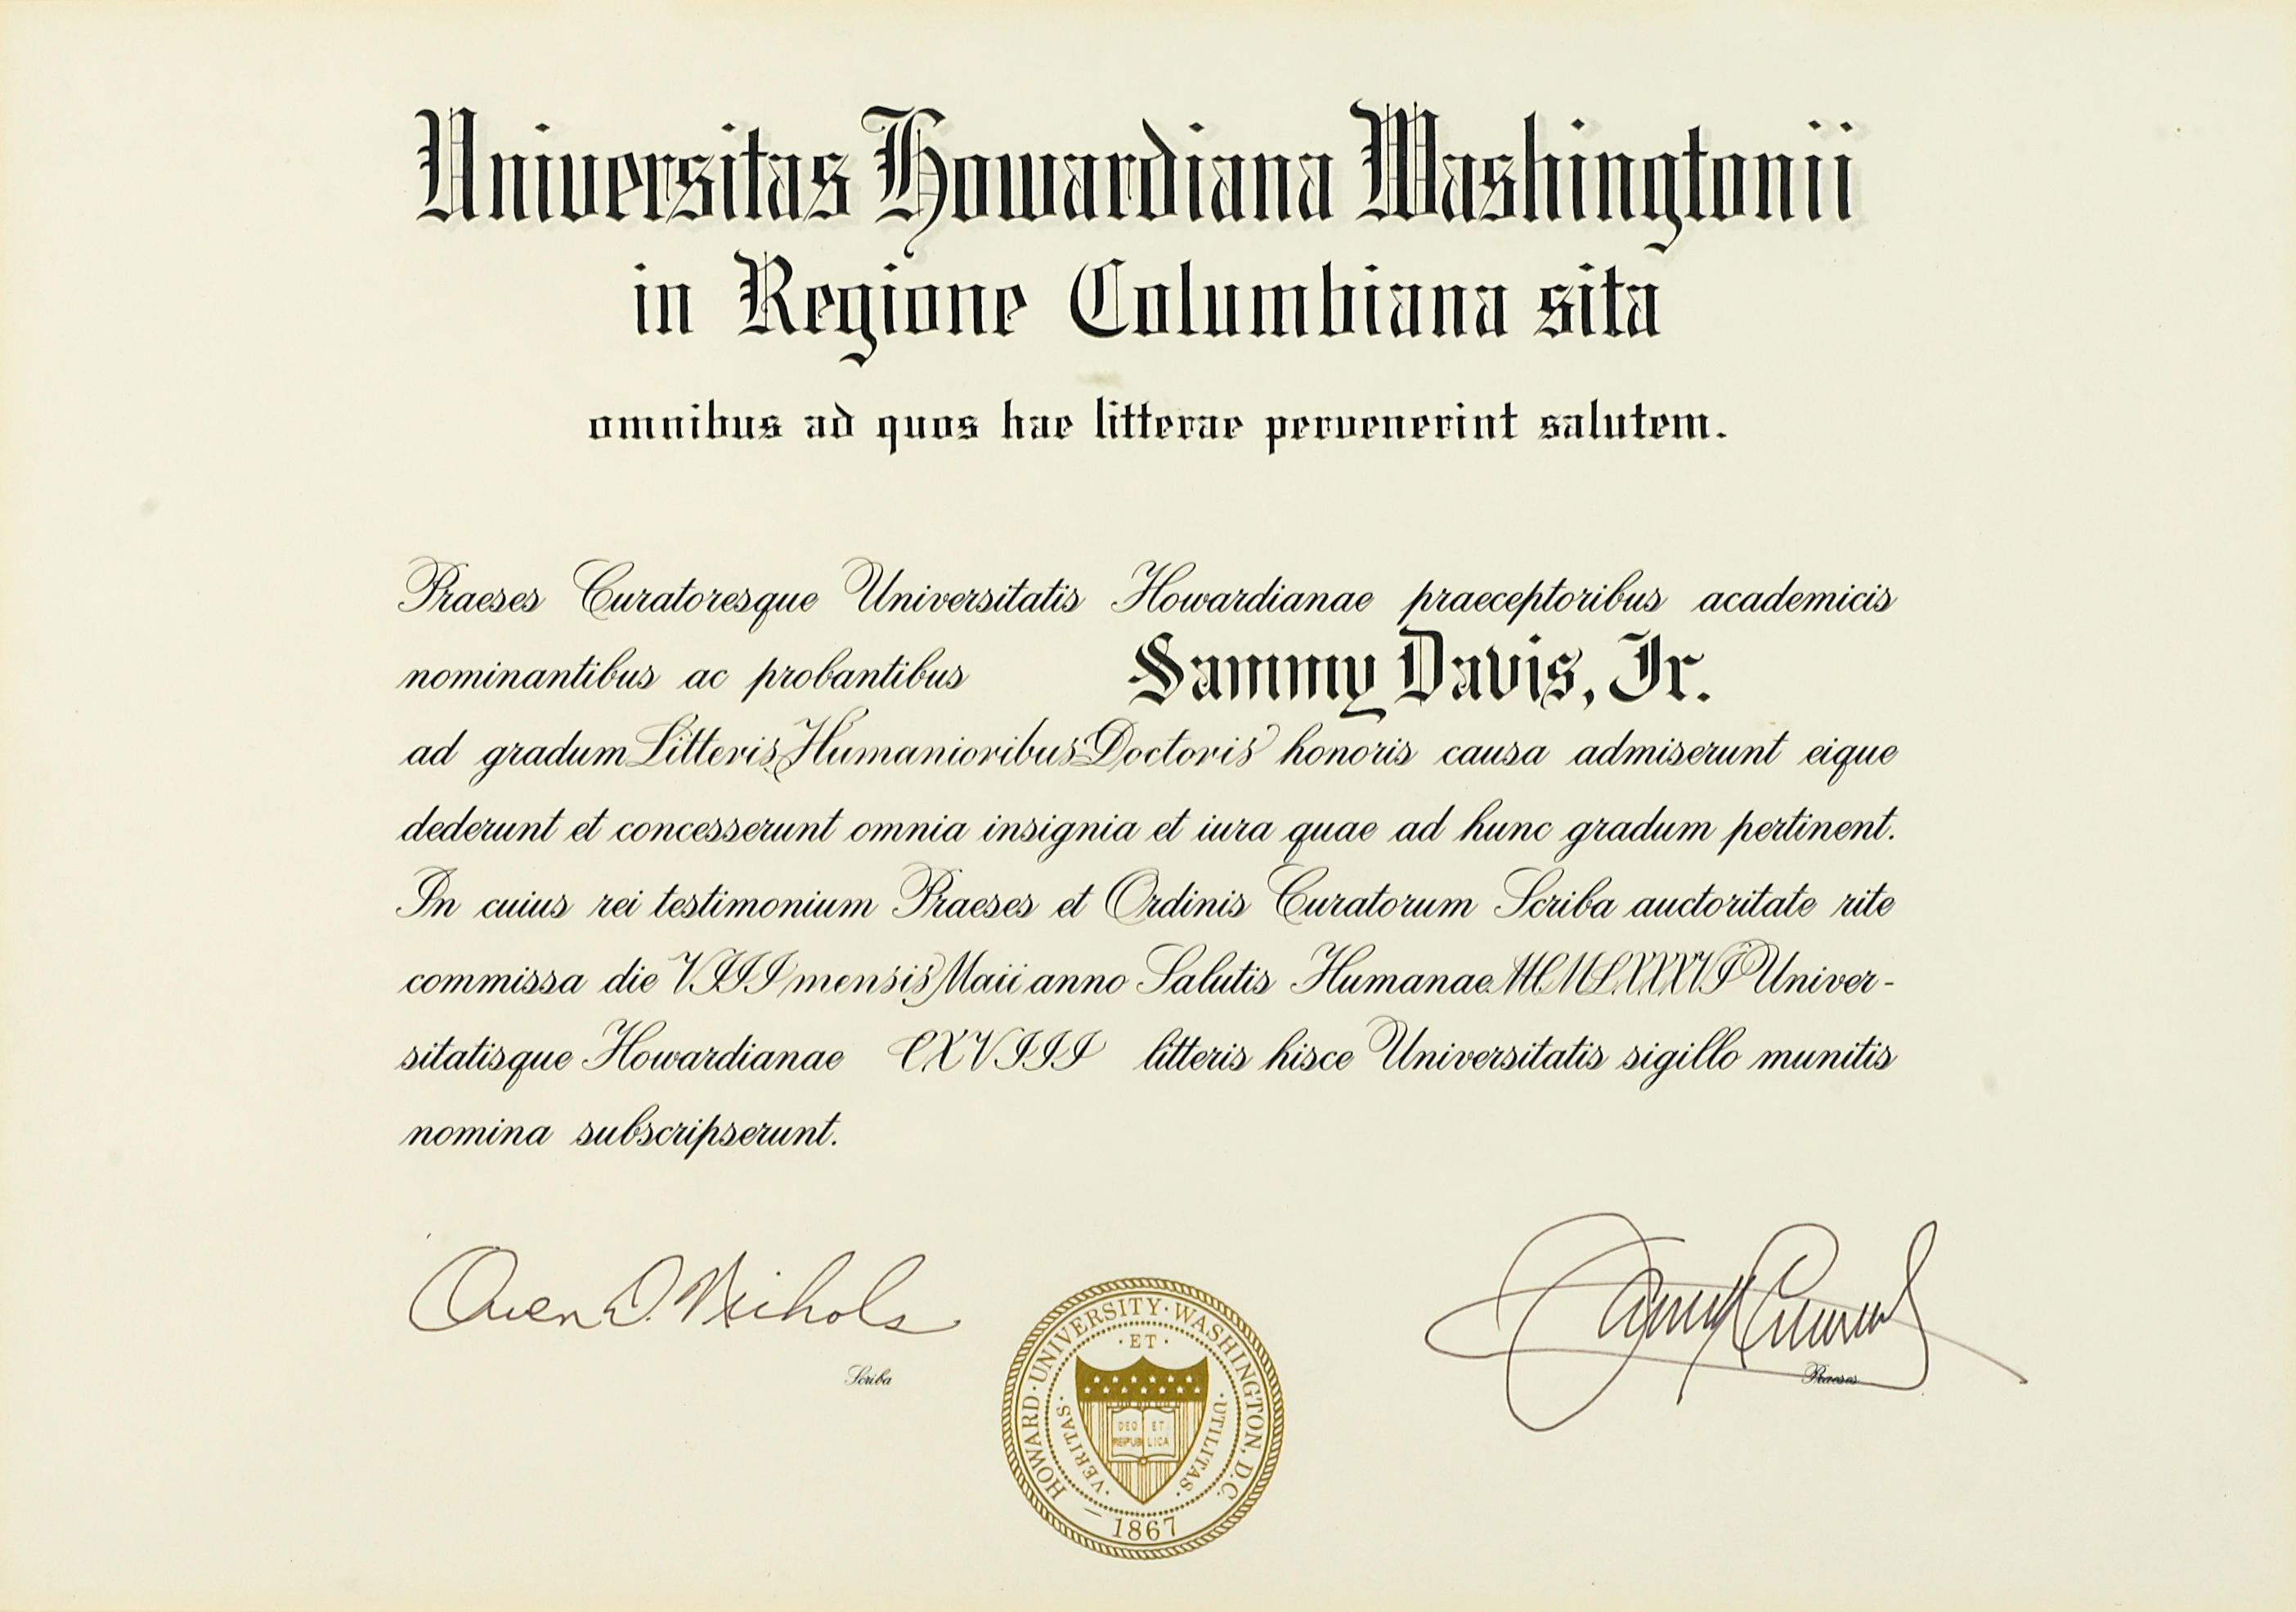 Universitas Howardiana Washingtonii
in Regione Columbiana sita
omnibus ad quos hae litterae pervenerint salutem.
Praeses Curatoresque Universitatis Howardianae praeceptoribus academicis
nominantibus ac probantibus Sammy Davis, Jr.
ad gradum Litteris Humanioribus Doctoris honoris causa admiserunt eique
dederunt et concesserunt omnia insignia et iura quae ad hunc gradum pertinent.
In cuius rei testimonium Praeses et Ordinis Curatorum Scriba auctoritate rite
commissa die VIII mensis Maii anno Salutis Humanae MCMLXXXVI Univer-
sitatisque Howardianae CXVIII litteris hisce Universitatis sigillo munitis
nomina subscripserunt.
Owen D. Nichols
Scriba
Praeses
HOWARD · UNIVERSITY · WASHINGTON, D.C.
· ET ·
· VERITAS ·
· UTILITAS ·
DEO ET
REPUBLICA
1867